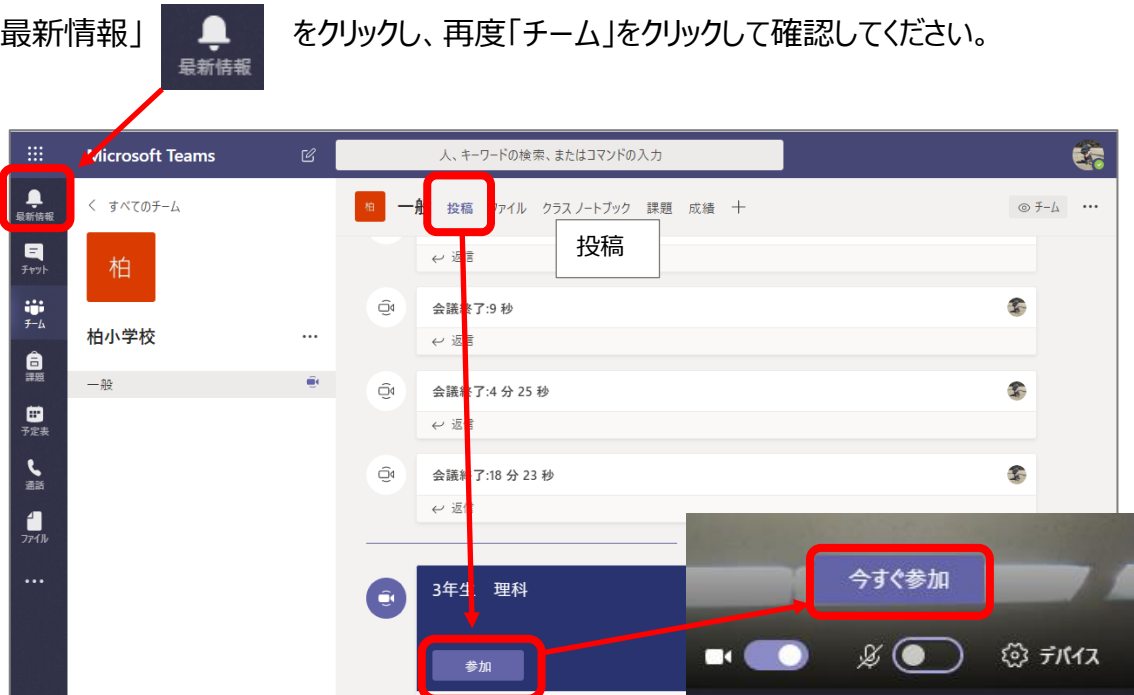 最新情報」 最新情報 をクリックし、再度「チーム」をクリックして確認してください。
Microsoft Teams
人、キーワードの検索、またはコマンドの入力
最新情報
すべてのチーム
柏 一般 投稿 ファイル クラス ノートブック 課題 成績 +
チーム ...
投稿
チャット
柏
返信
チーム
柏小学校 ...
会議終了:9 秒
返信
課題
一般
会議終了:4 分 25 秒
返信
予定表
通話
会議終了:18 分 23 秒
返信
ファイル
...
3年生 理科
参加
今すぐ参加
デバイス